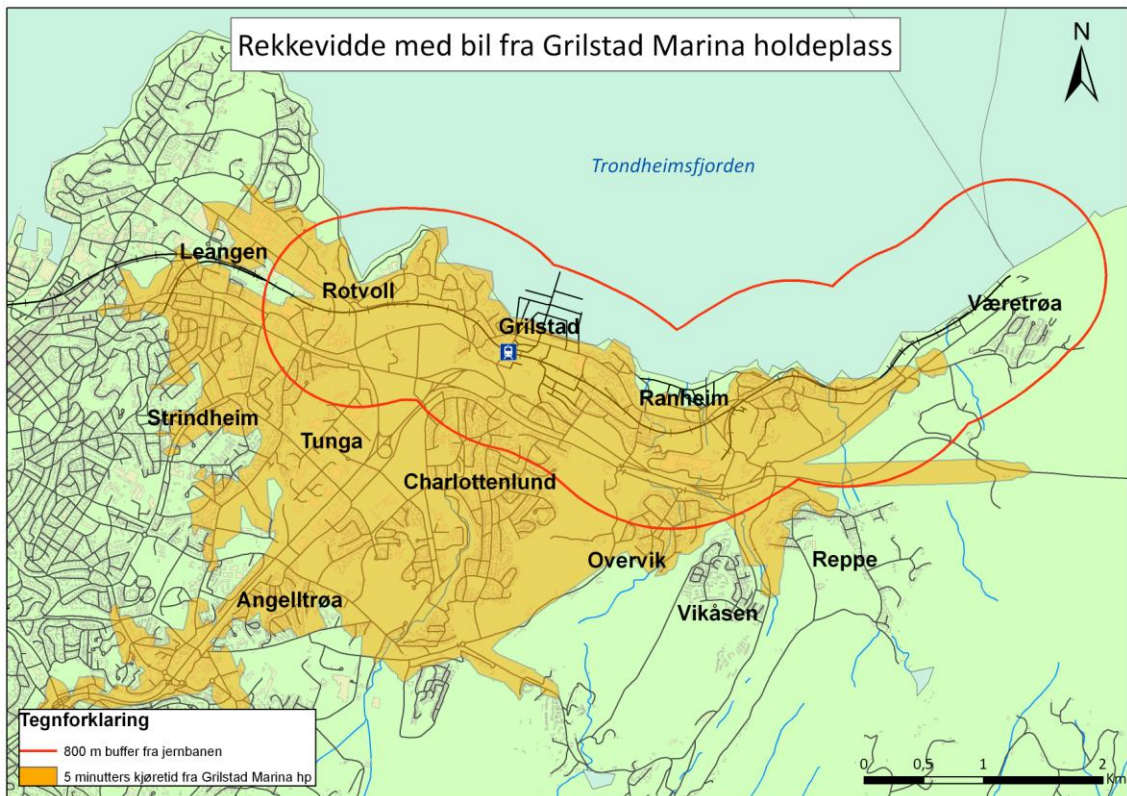 Rekkevidde med bil fra Grilstad Marina holdeplass
N
Trondheimsfjorden
Leangen
Rotvoll
Væretrøa
Grilstad
Ranheim
Strindheim
Tunga
Charlottenlund
Overvik
Reppe
Angelltrøa
Vikåsen
Tegnforklaring
800 m buffer fra jernbanen
5 minutters kjøretid fra Grilstad Marina hp
0 0,5 1 2
Km